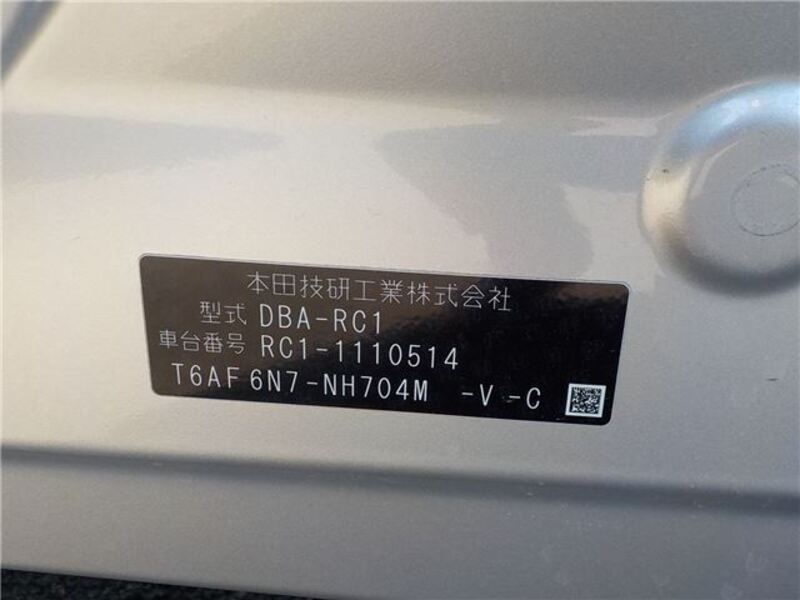 本田技研工業株式会社
型式 DBA-RC1
車台番号 RC1-1110514
T6AF 6N7-NH704M -V -C